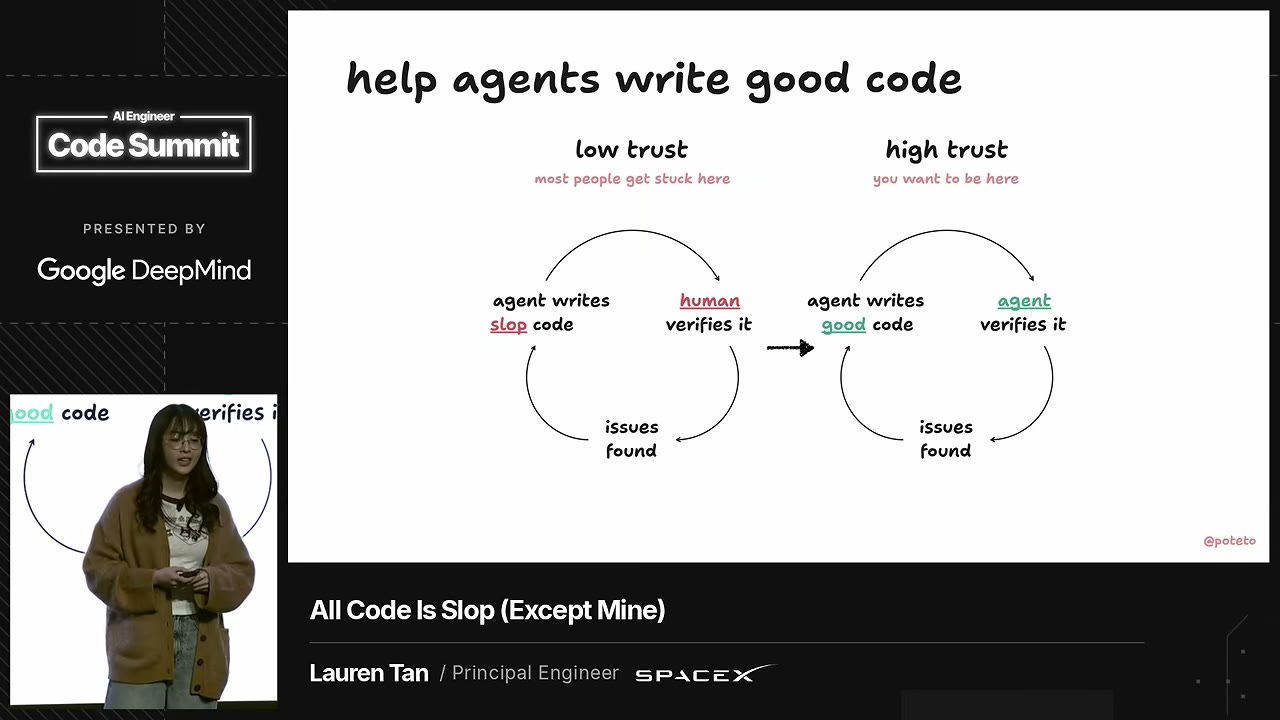 AI Engineer
Code Summit
PRESENTED BY
Google DeepMind
help agents write good code
low trust
most people get stuck here
high trust
you want to be here
agent writes
slop code
human
verifies it
issues
found
agent writes
good code
agent
verifies it
issues
found
@poteto
ood code
verifies i
All Code Is Slop (Except Mine)
Lauren Tan / Principal Engineer SPACEX